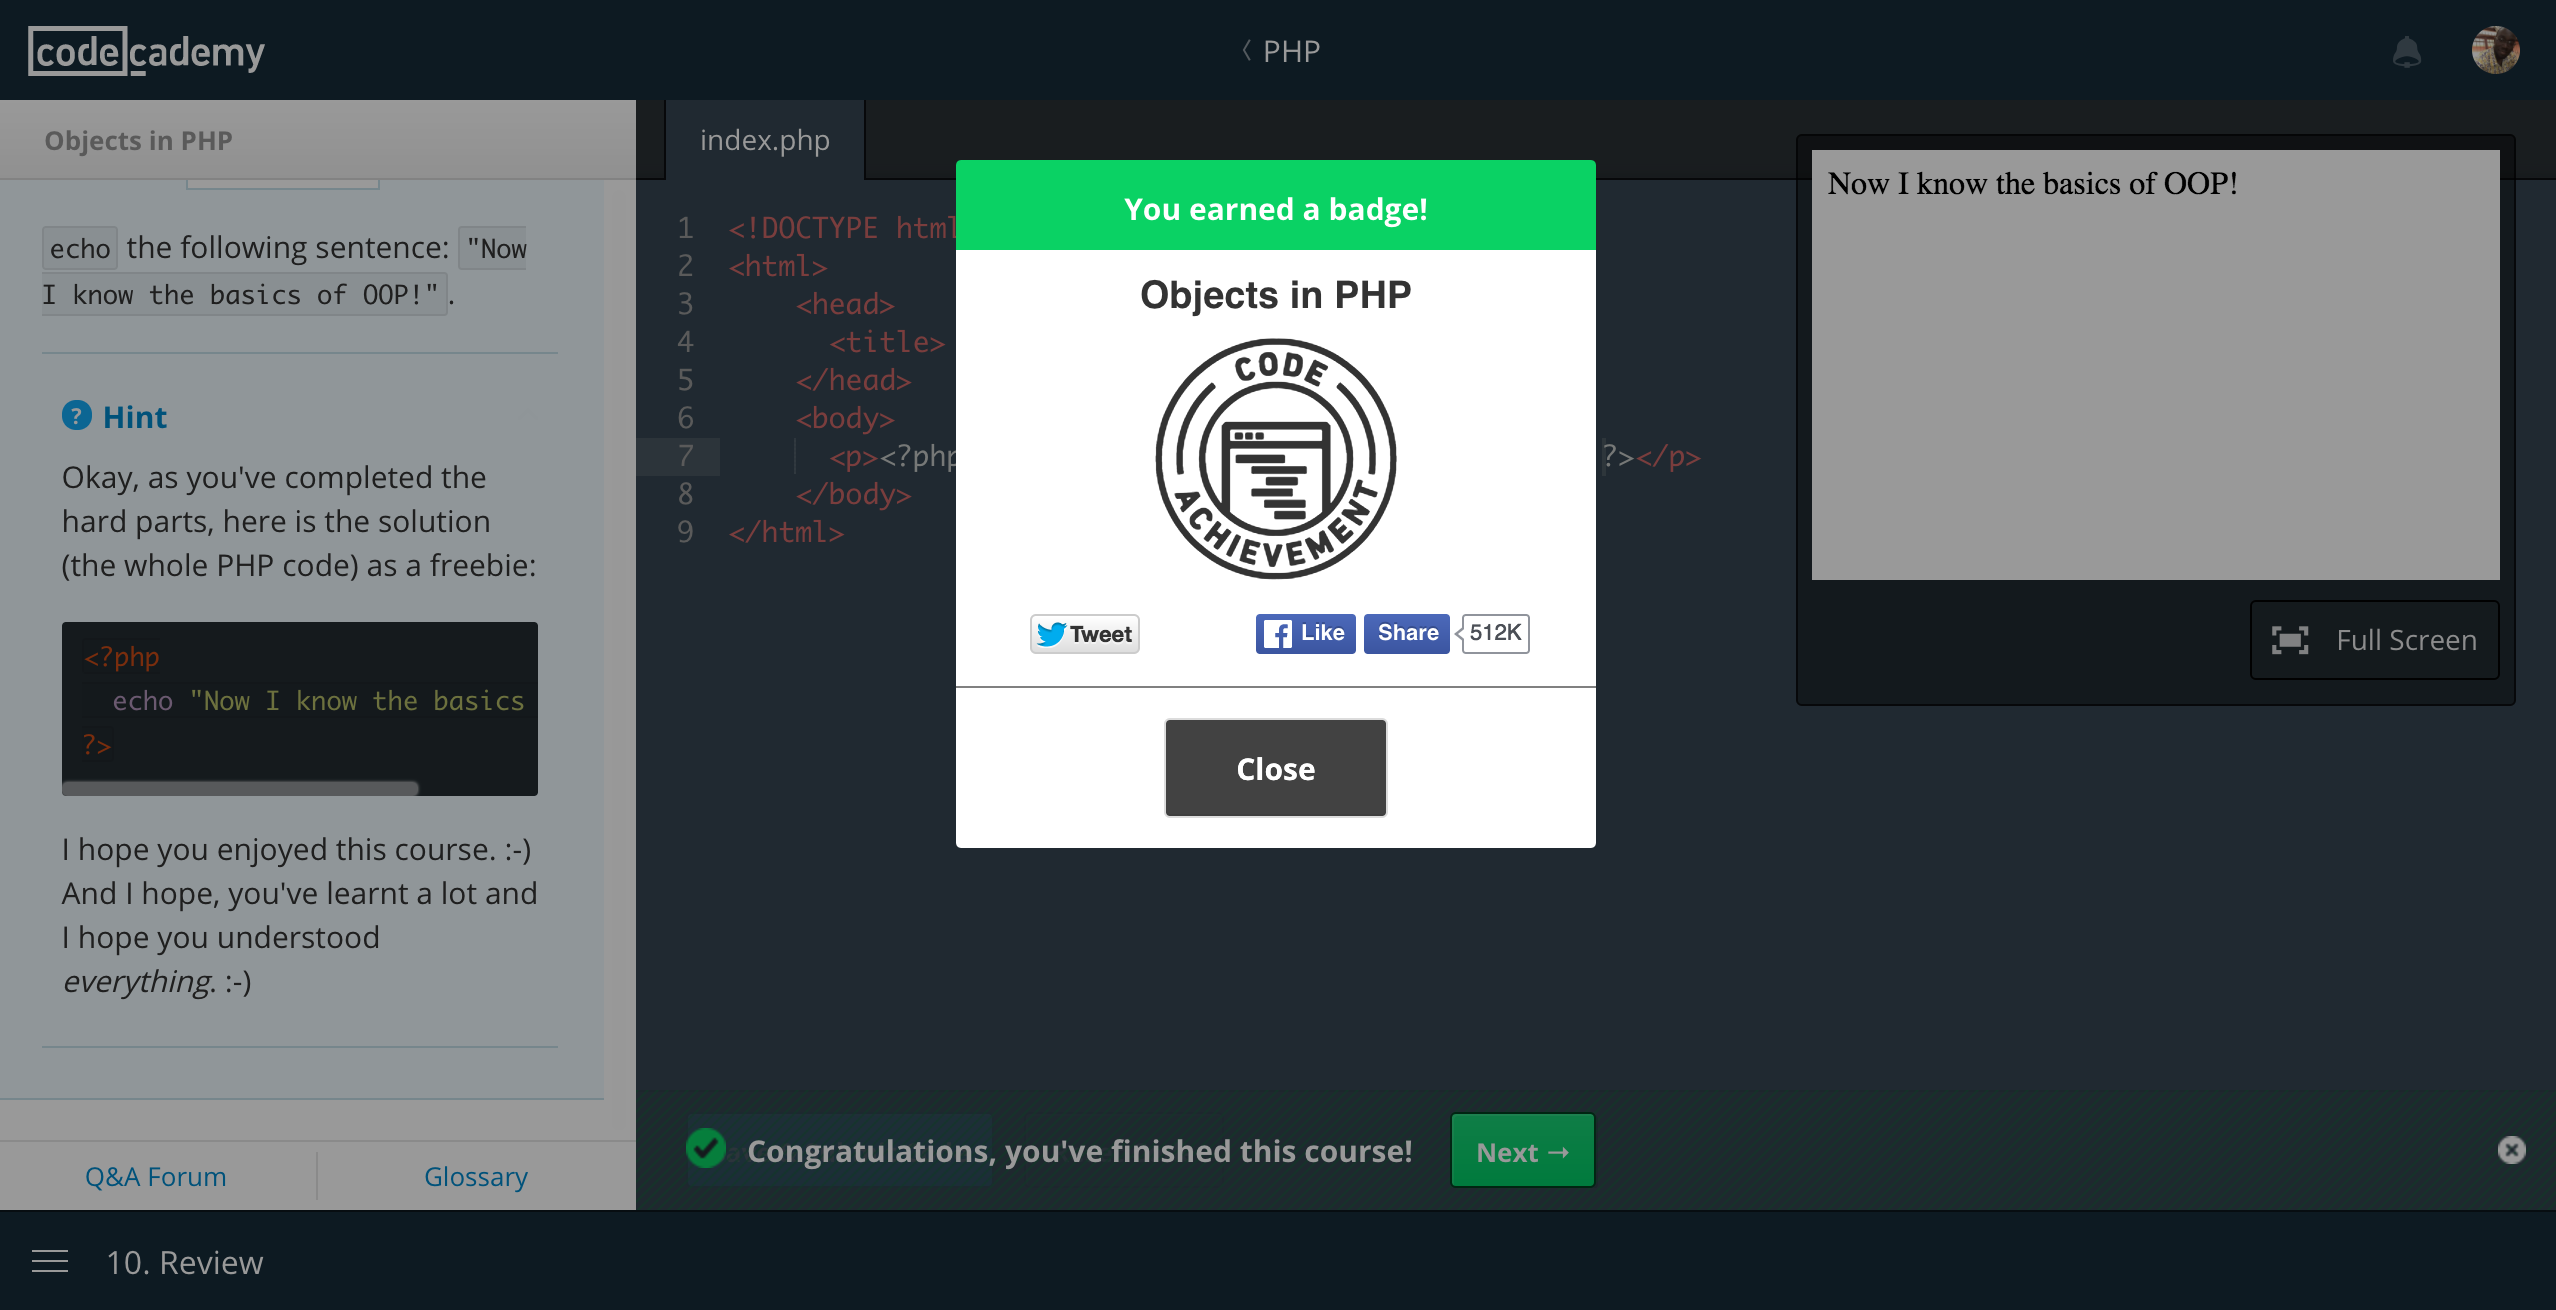 codecademy
PHP
Objects in PHP
echo the following sentence: "Now
I know the basics of OOP!".
Hint
Okay, as you've completed the
hard parts, here is the solution
(the whole PHP code) as a freebie:
<?php
echo "Now I know the basics
?>
I hope you enjoyed this course. :-)
And I hope, you've learnt a lot and
I hope you understood
everything. :-)
Q&A Forum
Glossary
10. Review
index.php
1 <!DOCTYPE html
2 <html>
3 <head>
4 <title>
5 </head>
6 <body>
7 <p><?php ?></p>
8 </body>
9 </html>
You earned a badge!
Objects in PHP
CODE
ACHIEVEMENT
Tweet
Like
Share
512K
Close
Now I know the basics of OOP!
Full Screen
Congratulations, you've finished this course!
Next →